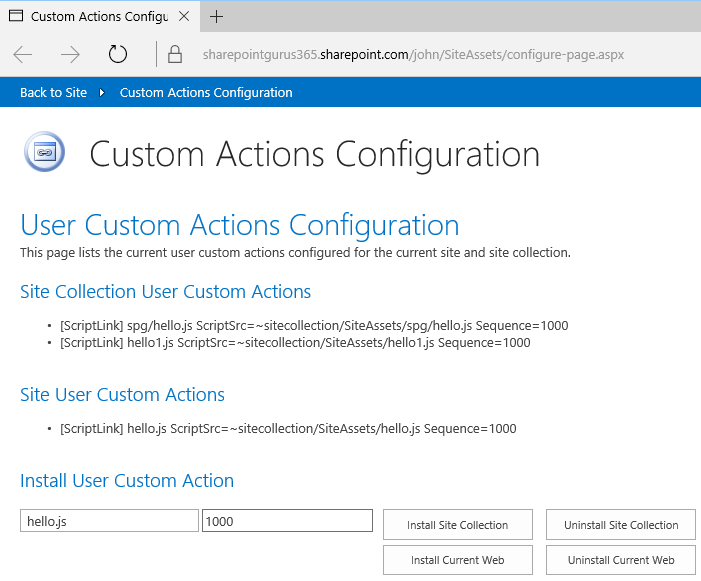 Custom Actions Configu
sharepointgurus365.sharepoint.com/john/SiteAssets/configure-page.aspx
Back to Site Custom Actions Configuration
Custom Actions Configuration
User Custom Actions Configuration
This page lists the current user custom actions configured for the current site and site collection.
Site Collection User Custom Actions
• [ScriptLink] spg/hello.js ScriptSrc=~sitecollection/SiteAssets/spg/hello.js Sequence=1000
• [ScriptLink] hello1.js ScriptSrc=~sitecollection/SiteAssets/hello1.js Sequence=1000
Site User Custom Actions
• [ScriptLink] hello.js ScriptSrc=~sitecollection/SiteAssets/hello.js Sequence=1000
Install User Custom Action
hello.js 1000 Install Site Collection Uninstall Site Collection
Install Current Web Uninstall Current Web